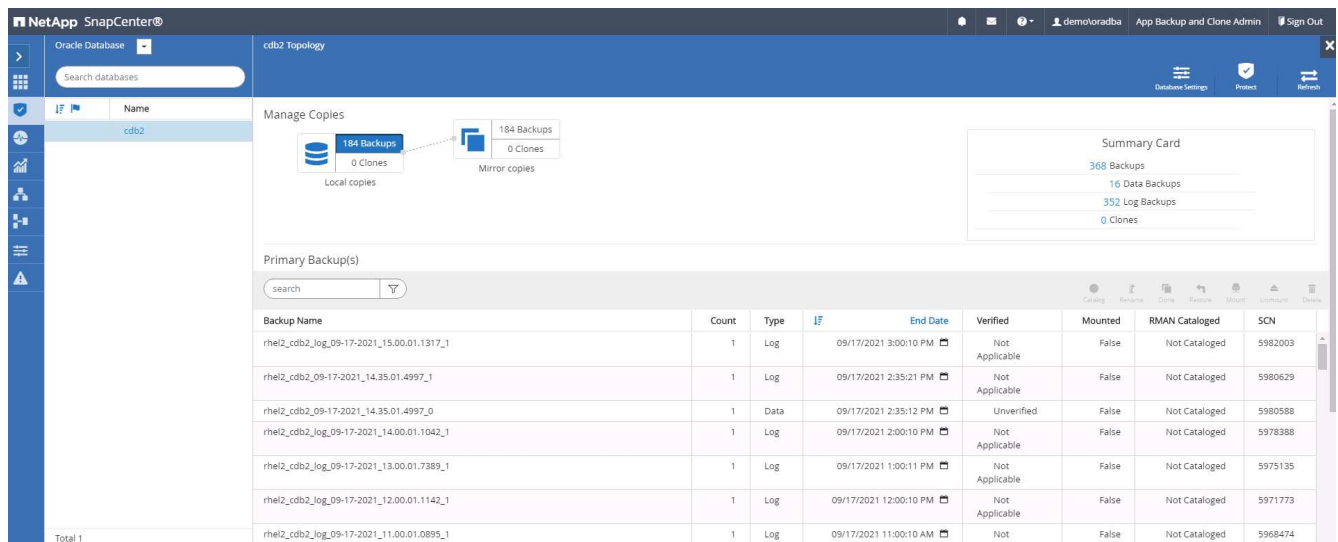 NetApp SnapCenter®
demo\oradba App Backup and Clone Admin Sign Out
Oracle Database
cdb2 Topology
Search databases
Database Settings Protect Refresh
Name
cdb2
Manage Copies
184 Backups
0 Clones
Local copies
184 Backups
0 Clones
Mirror copies
Summary Card
368 Backups
16 Data Backups
352 Log Backups
0 Clones
Primary Backup(s)
search
Catalog Rename Clone Restore Mount Unmount Delete
Backup Name Count Type End Date Verified Mounted RMAN Cataloged SCN
rhel2_cdb2_log_09-17-2021_15.00.01.1317_1 1 Log 09/17/2021 3:00:10 PM Not Applicable False Not Cataloged 5982003
rhel2_cdb2_09-17-2021_14.35.01.4997_1 1 Log 09/17/2021 2:35:21 PM Not Applicable False Not Cataloged 5980629
rhel2_cdb2_09-17-2021_14.35.01.4997_0 1 Data 09/17/2021 2:35:12 PM Unverified False Not Cataloged 5980588
rhel2_cdb2_log_09-17-2021_14.00.01.1042_1 1 Log 09/17/2021 2:00:10 PM Not Applicable False Not Cataloged 5978388
rhel2_cdb2_log_09-17-2021_13.00.01.7389_1 1 Log 09/17/2021 1:00:11 PM Not Applicable False Not Cataloged 5975135
rhel2_cdb2_log_09-17-2021_12.00.01.1142_1 1 Log 09/17/2021 12:00:10 PM Not Applicable False Not Cataloged 5971773
rhel2_cdb2_log_09-17-2021_11.00.01.0895_1 1 Log 09/17/2021 11:00:10 AM Not False Not Cataloged 5968474
Total 1